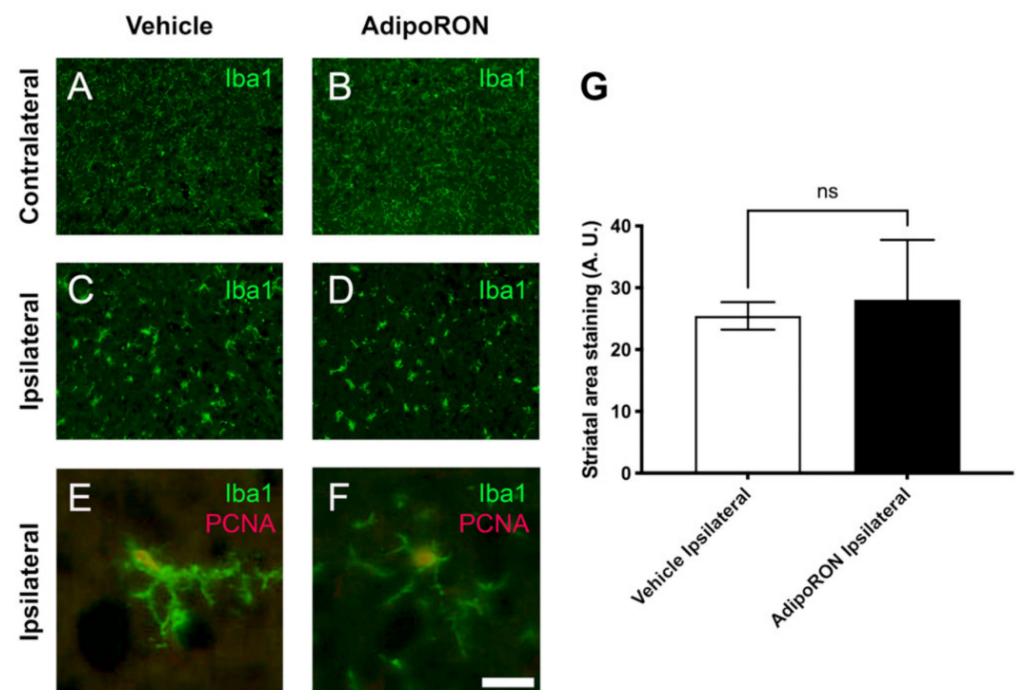 Vehicle
AdipoRON
Contralateral
A
Iba1
B
Iba1
Ipsilateral
C
Iba1
D
Iba1
Ipsilateral
E
Iba1
PCNA
F
Iba1
PCNA
G
ns
Striatal area staining (A. U.)
40
30
20
10
0
Vehicle Ipsilateral
AdipoRON Ipsilateral